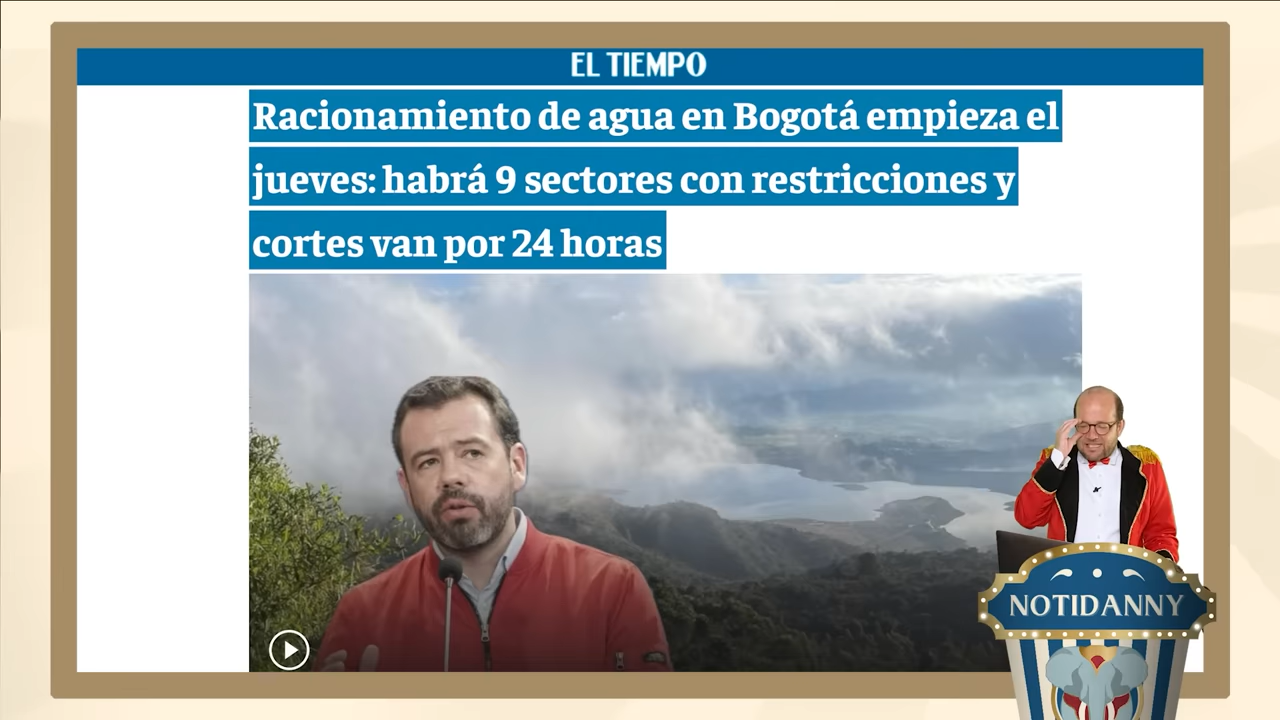 EL TIEMPO
Racionamiento de agua en Bogotá empieza el
jueves: habrá 9 sectores con restricciones y
cortes van por 24 horas
NOTIDANNY